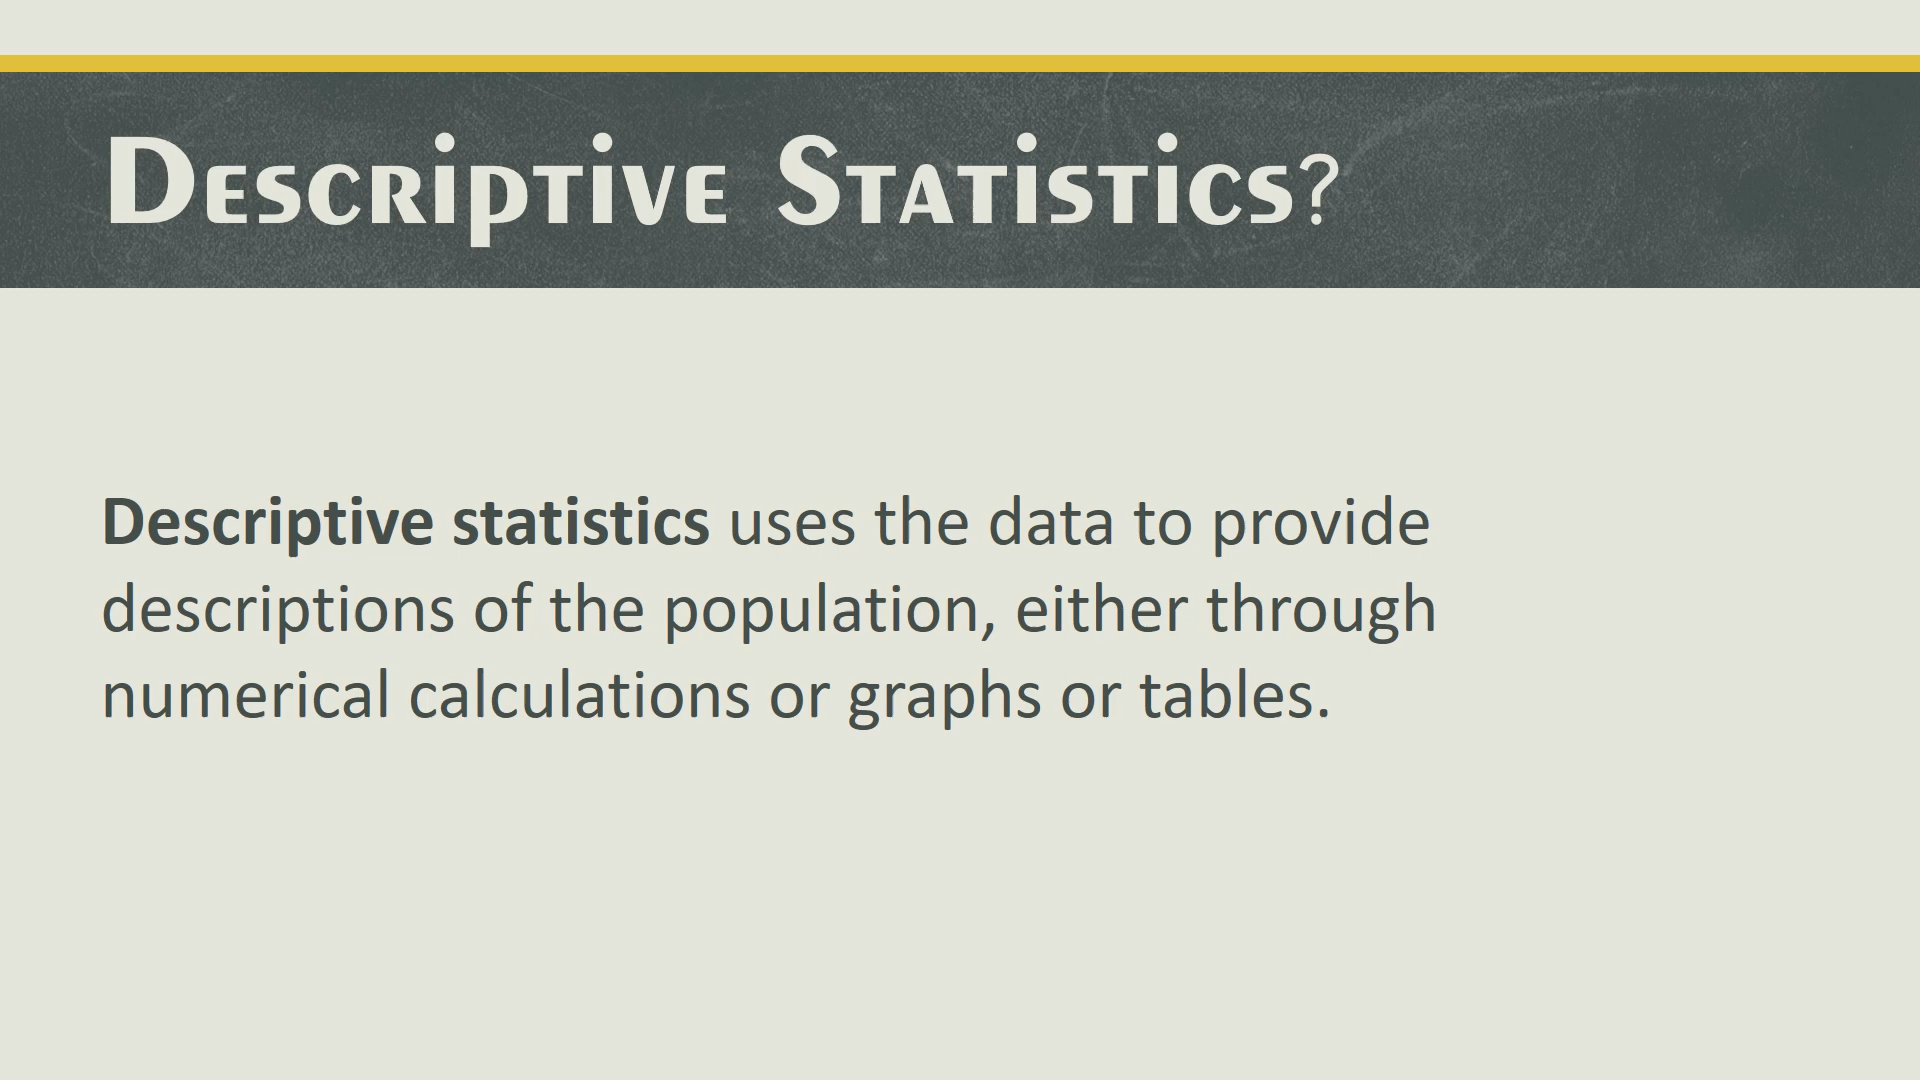 Descriptive Statistics?
Descriptive statistics uses the data to provide
descriptions of the population, either through
numerical calculations or graphs or tables.